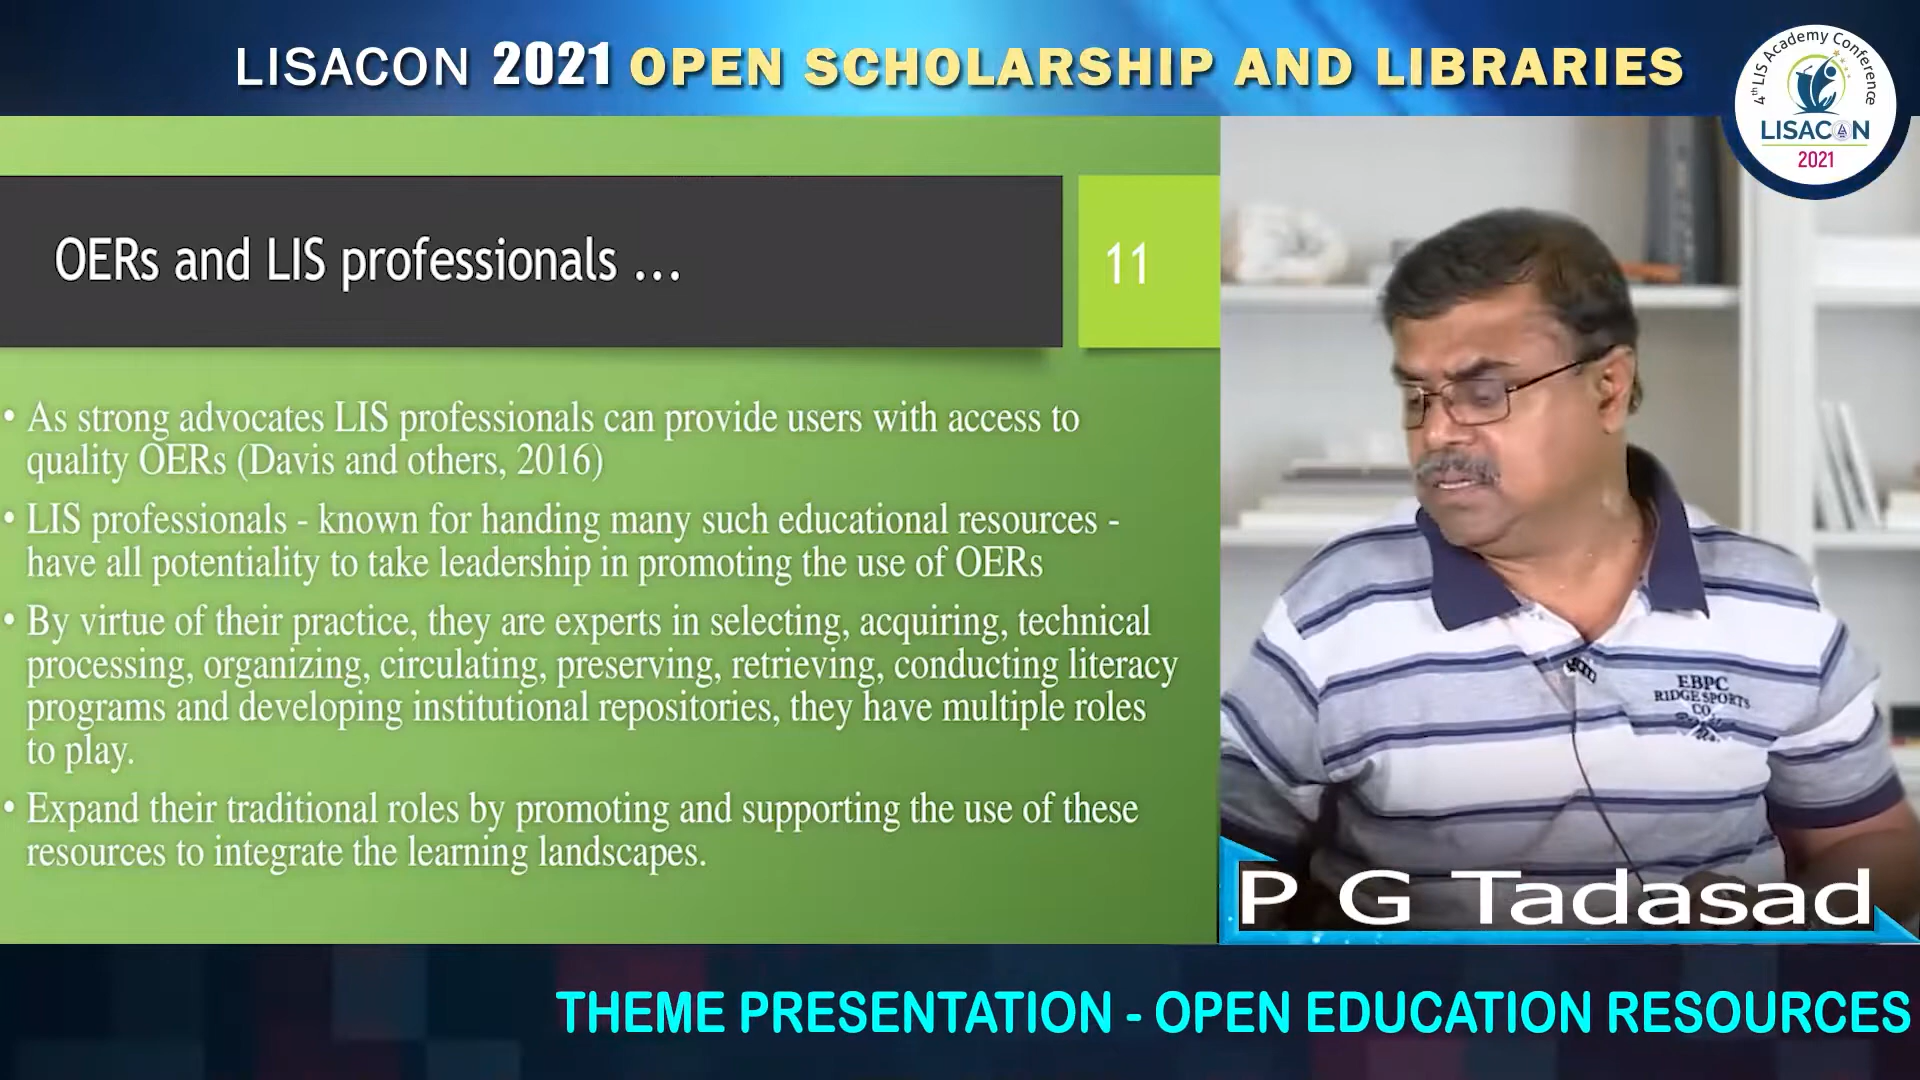 LISACON 2021 OPEN SCHOLARSHIP AND LIBRARIES
4th LIS Academy Conference
LISACON
2021
OERs and LIS professionals ...
11
• As strong advocates LIS professionals can provide users with access to
quality OERs (Davis and others, 2016)
• LIS professionals - known for handing many such educational resources -
have all potentiality to take leadership in promoting the use of OERs
• By virtue of their practice, they are experts in selecting, acquiring, technical
processing, organizing, circulating, preserving, retrieving, conducting literacy
programs and developing institutional repositories, they have multiple roles
to play.
• Expand their traditional roles by promoting and supporting the use of these
resources to integrate the learning landscapes.
EBPC
RIDGE SPORTS
CO
P G Tadasad
THEME PRESENTATION - OPEN EDUCATION RESOURCES